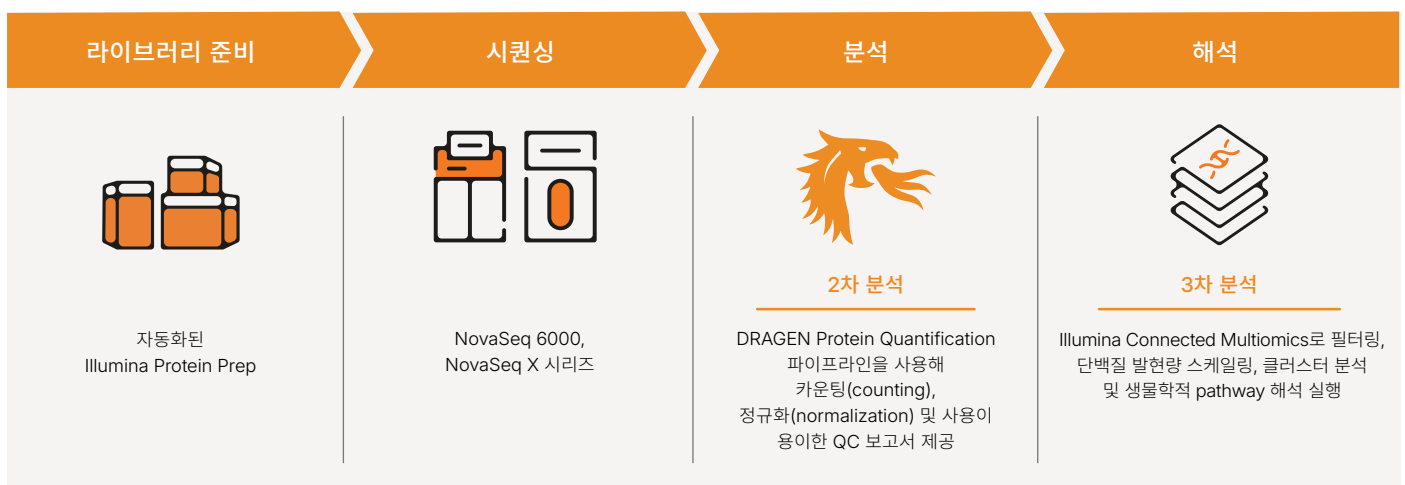 라이브러리 준비
시퀀싱
분석
해석
자동화된
Illumina Protein Prep
NovaSeq 6000,
NovaSeq X 시리즈
2차 분석
DRAGEN Protein Quantification
파이프라인을 사용해
카운팅(counting),
정규화(normalization) 및 사용이
용이한 QC 보고서 제공
3차 분석
Illumina Connected Multiomics로 필터링,
단백질 발현량 스케일링, 클러스터 분석
및 생물학적 pathway 해석 실행